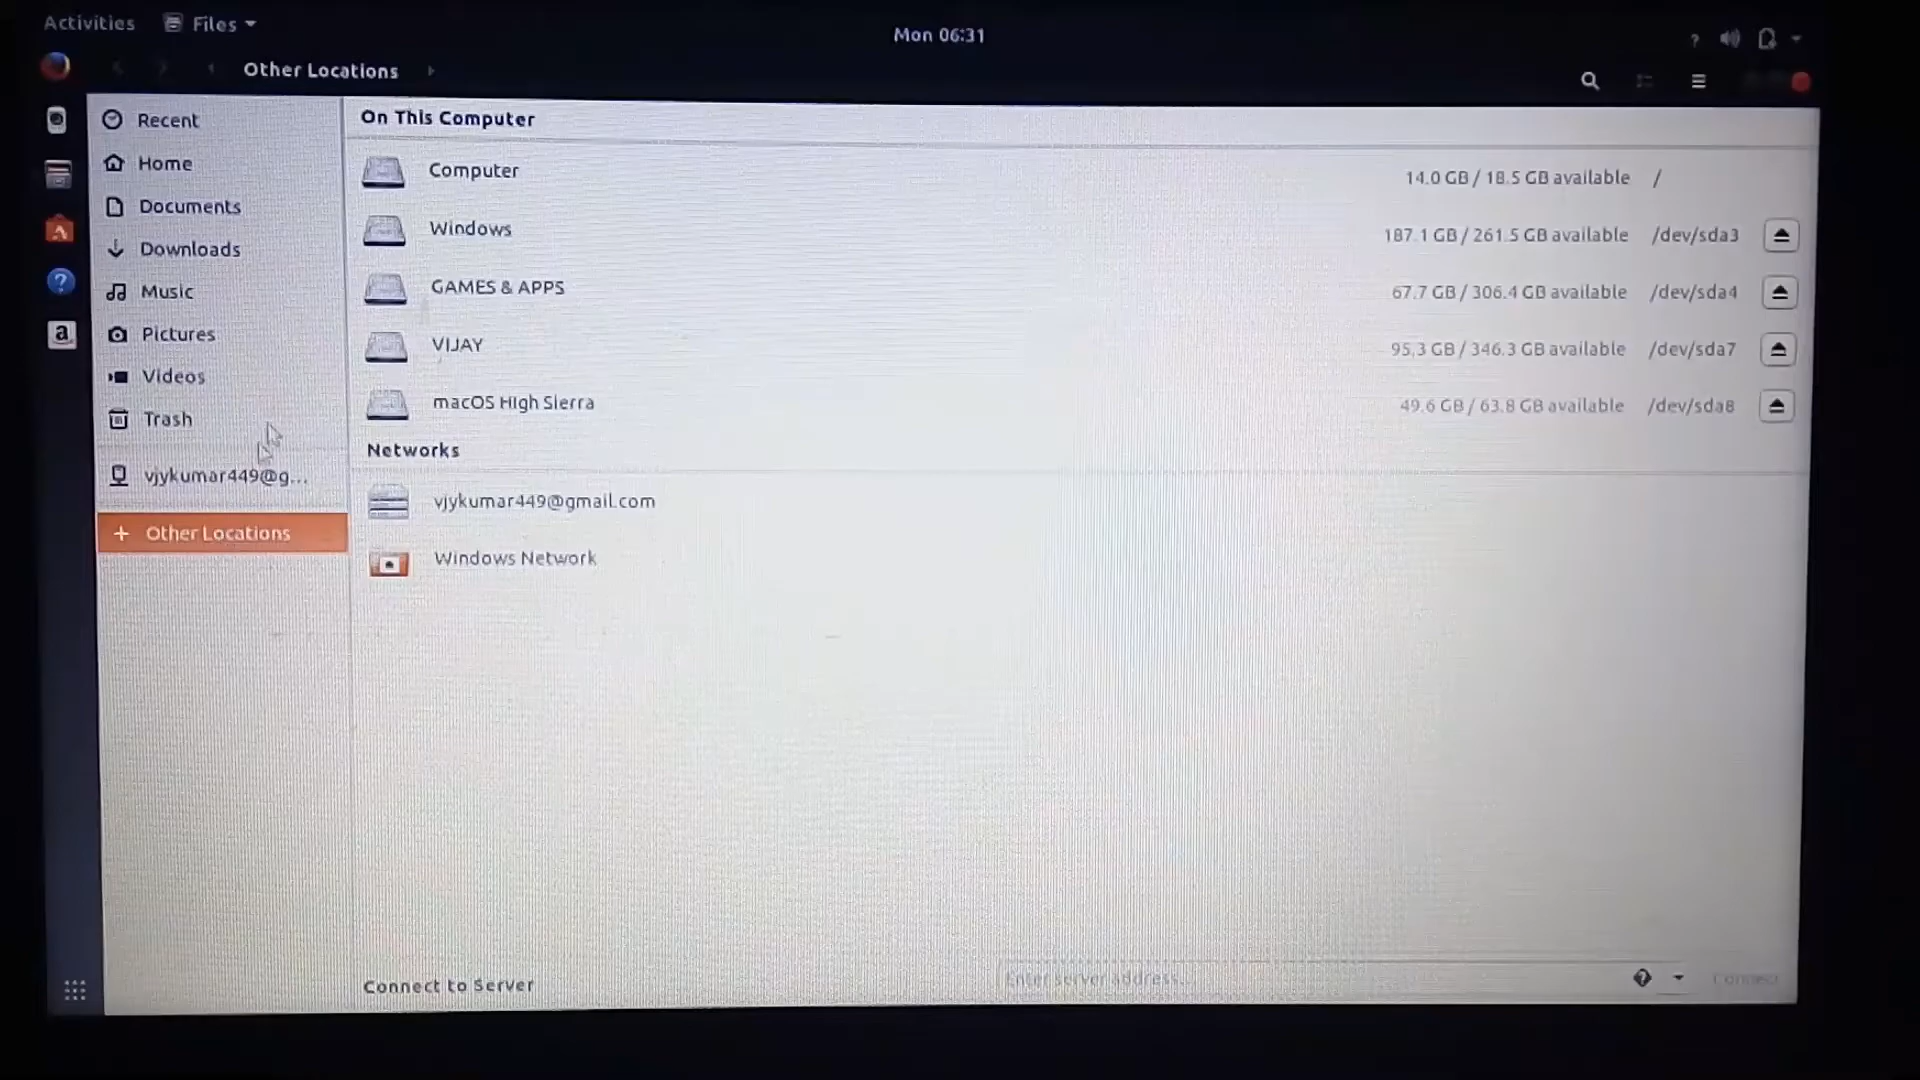 Activities Files
Mon 06:31
Other Locations
Recent
Home
Documents
Downloads
Music
Pictures
Videos
Trash
vjykumar449@g...
+ Other Locations
On This Computer
Computer 14.0 GB / 18.5 GB available /
Windows 187.1 GB / 261.5 GB available /dev/sda3
GAMES & APPS 67.7 GB / 306.4 GB available /dev/sda4
VIJAY 95.3 GB / 346.3 GB available /dev/sda7
macOS High Sierra 49.6 GB / 63.8 GB available /dev/sda8
Networks
vjykumar449@gmail.com
Windows Network
Connect to Server Enter server address... Connect